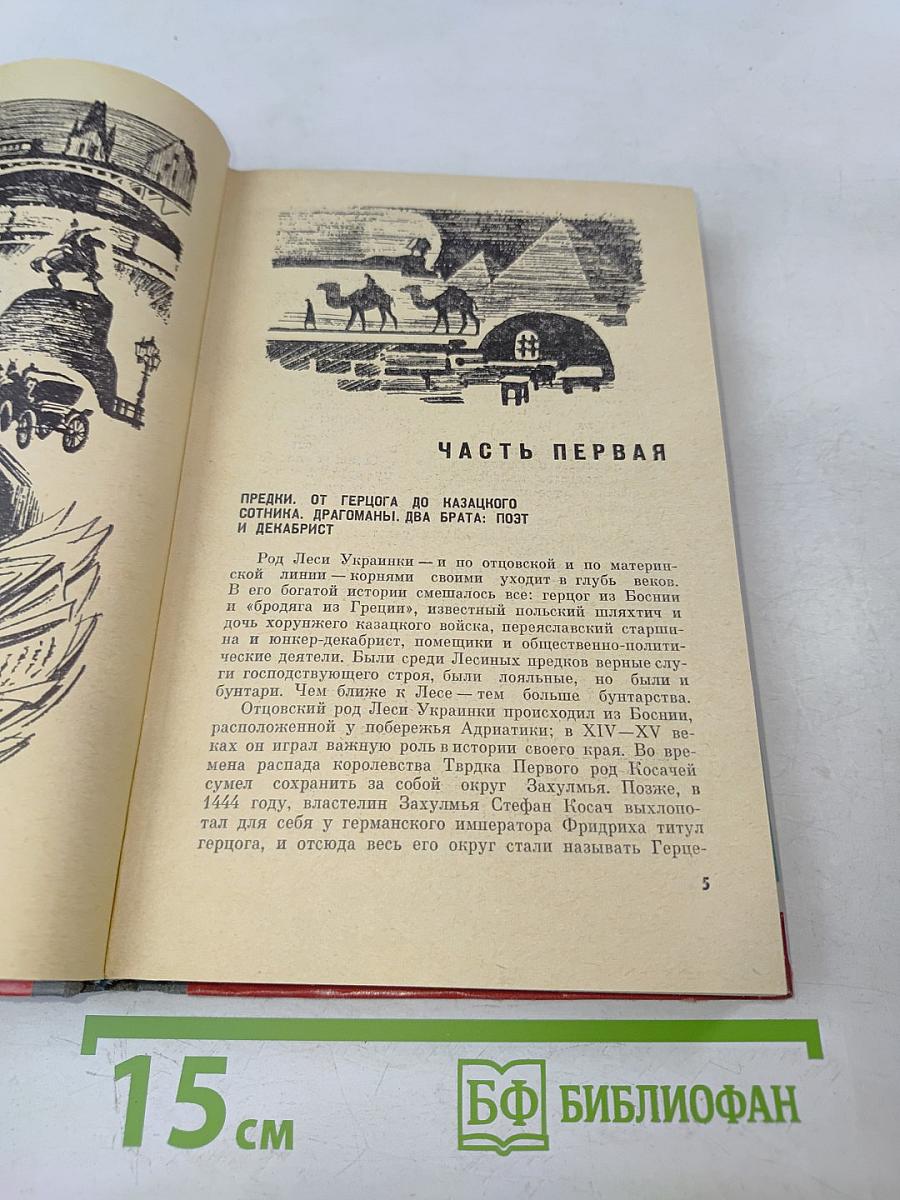 ЧАСТЬ ПЕРВАЯ
ПРЕДКИ. ОТ ГЕРЦОГА ДО КАЗАЦКОГО
СОТНИКА. ДРАГОМАНЫ. ДВА БРАТА: ПОЭТ
И ДЕКАБРИСТ
Род Леси Украинки — и по отцовской и по материн-
ской линии — корнями своими уходит в глубь веков.
В его богатой истории смешалось все: герцог из Боснии
и «бродяга из Греции», известный польский шляхтич и
дочь хорунжего казацкого войска, переяславский старши-
на и юнкер-декабрист, помещики и общественно-полити-
ческие деятели. Были среди Лесиных предков верные слу-
ги господствующего строя, были лояльные, но были и
бунтари. Чем ближе к Лесе — тем больше бунтарства.
Отцовский род Леси Украинки происходил из Боснии,
расположенной у побережья Адриатики; в XIV—XV ве-
ках он играл важную роль в истории своего края. Во вре-
мена распада королевства Твртка Первого род Косачей
сумел сохранить за собой округ Захулмья. Позже, в
1444 году, властелин Захулмья Стефан Косач выхлопо-
тал для себя у германского императора Фридриха титул
герцога, и отсюда весь его округ стали называть Герце-
5
15 см
БФ БИБЛИОФАН